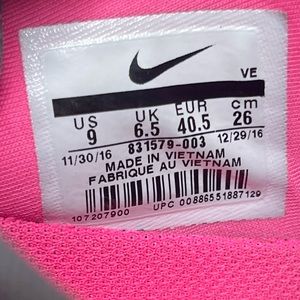 VE
US UK EUR cm
9 6.5 40.5 26
11/30/16 831579-003 12/29/16
MADE IN VIETNAM
FABRIQUE AU VIETNAM
107207900 UPC 00886551887129